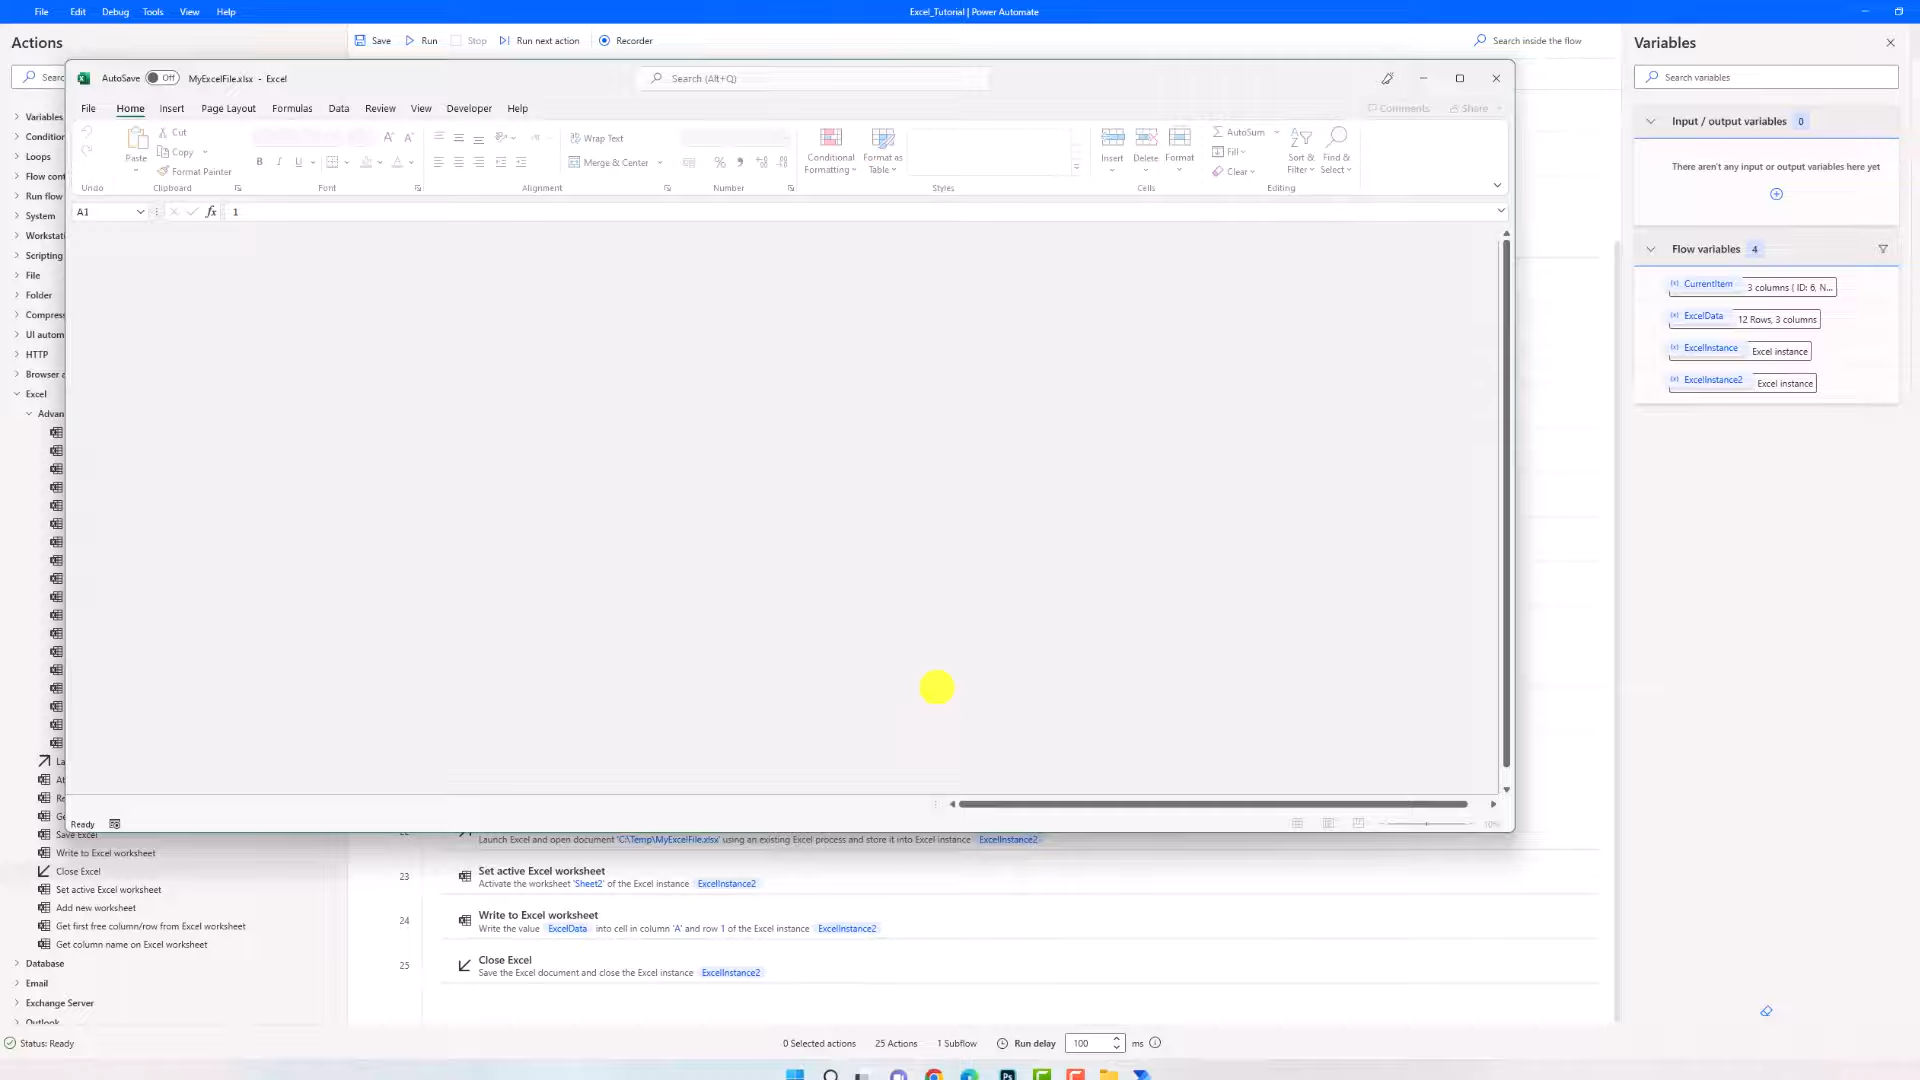 File Edit Debug Tools View Help
Excel_Tutorial | Power Automate
Actions
Save Run Stop Run next action Recorder
Search inside the flow
Variables
Search variables
AutoSave Off MyExcelFile.xlsx - Excel
Search (Alt+Q)
File Home Insert Page Layout Formulas Data Review View Developer Help
Comments Share
Paste
Cut
Copy
Format Painter
B I U
Wrap Text
Merge & Center
Conditional Formatting
Format as Table
Insert Delete Format
AutoSum
Fill
Clear
Sort & Filter
Find & Select
Undo Clipboard Font Alignment Number Styles Cells Editing
A1
fx 1
Variables
Loops
System
Scripting
File
Folder
HTTP
Browser
Excel
Ready
Input / output variables 0
There aren't any input or output variables here yet
Flow variables 4
CurrentItem 3 columns { ID: 6, N...
ExcelData 12 Rows, 3 columns
ExcelInstance Excel instance
ExcelInstance2 Excel instance
Save Excel
Write to Excel worksheet
Close Excel
Set active Excel worksheet
Add new worksheet
Get first free column/row from Excel worksheet
Get column name on Excel worksheet
Database
Email
Exchange Server
Outlook
Launch Excel and open document 'C:\Temp\MyExcelFile.xlsx' using an existing Excel process and store it into Excel instance ExcelInstance2
23 Set active Excel worksheet
Activate the worksheet 'Sheet2' of the Excel instance ExcelInstance2
24 Write to Excel worksheet
Write the value ExcelData into cell in column 'A' and row 1 of the Excel instance ExcelInstance2
25 Close Excel
Save the Excel document and close the Excel instance ExcelInstance2
Status: Ready
0 Selected actions 25 Actions 1 Subflow Run delay 100 ms